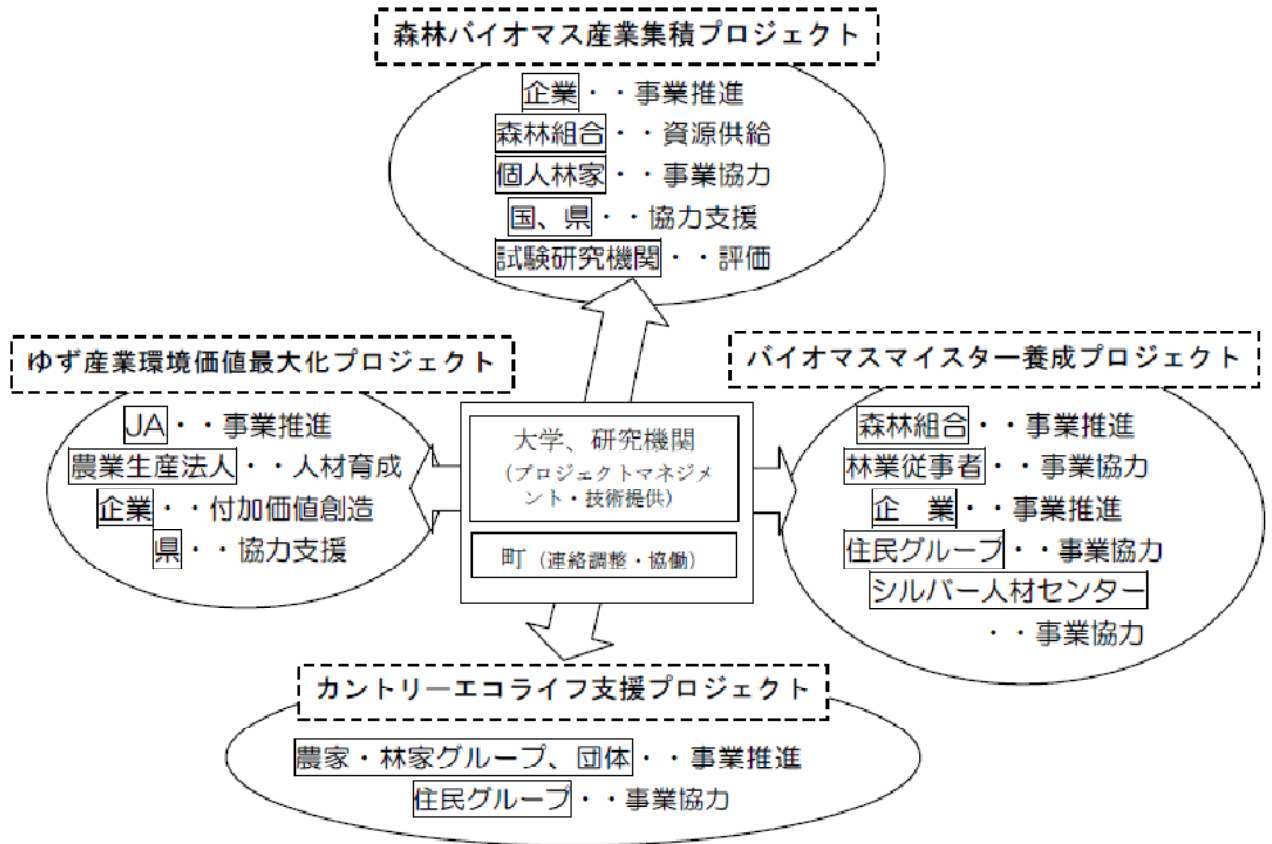 森林バイオマス産業集積プロジェクト
企業・・事業推進
森林組合・・資源供給
個人林家・・事業協力
国、県・・協力支援
試験研究機関・・評価
ゆず産業環境価値最大化プロジェクト
JA・・事業推進
農業生産法人・・人材育成
企業・・付加価値創造
県・・協力支援
大学、研究機関
(プロジェクトマネジメ
ント・技術提供)
町(連絡調整・協働)
バイオマスマイスター養成プロジェクト
森林組合・・事業推進
林業従事者・・事業協力
企　業・・事業推進
住民グループ・・事業協力
シルバー人材センター
・・事業協力
カントリーエコライフ支援プロジェクト
農家・林家グループ、団体・・事業推進
住民グループ・・事業協力